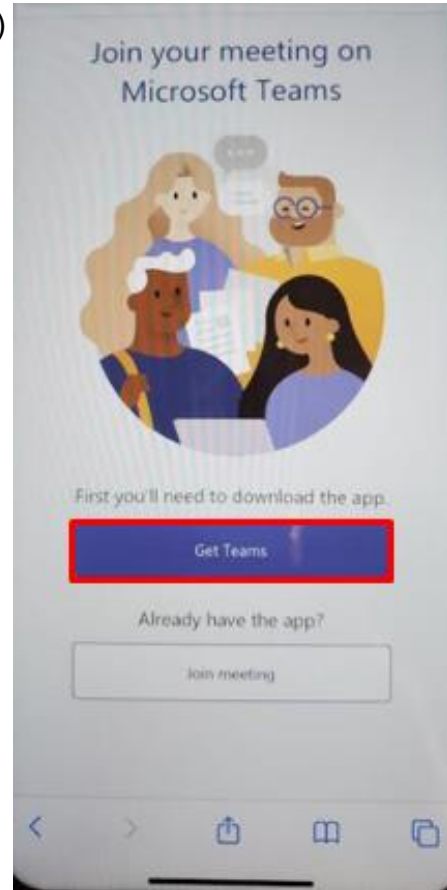 )
Join your meeting on
Microsoft Teams
First you'll need to download the app.
Get Teams
Already have the app?
Join meeting